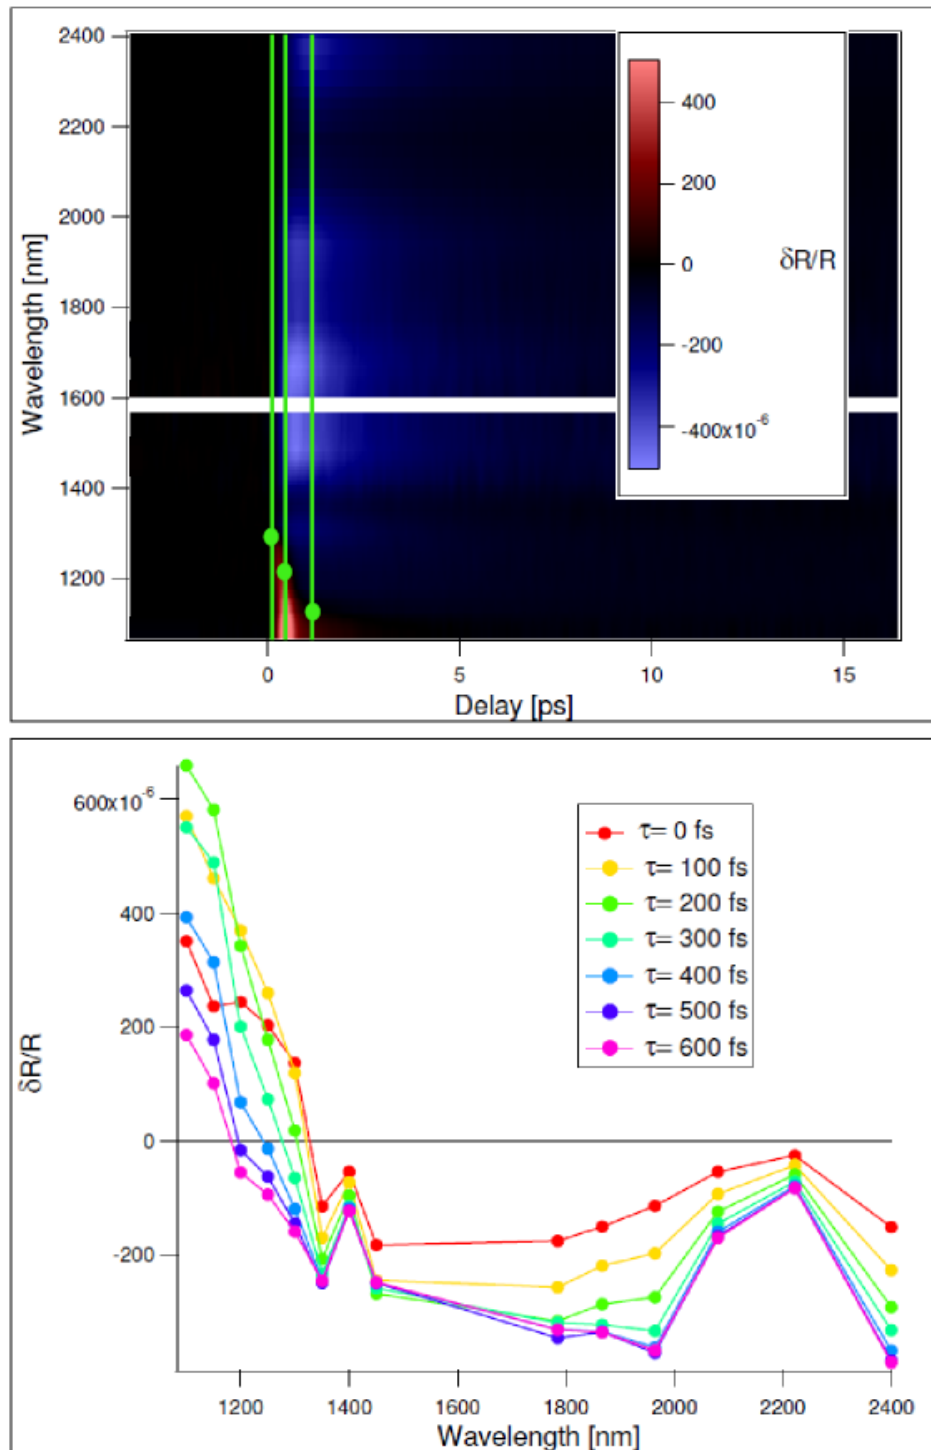 2400
2200
2000
1800
1600
1400
1200
Wavelength [nm]
400
200
0
-200
-400x10⁻⁶
δR/R
0
5
10
15
Delay [ps]
600x10⁻⁶
400
200
0
-200
δR/R
τ= 0 fs
τ= 100 fs
τ= 200 fs
τ= 300 fs
τ= 400 fs
τ= 500 fs
τ= 600 fs
1200
1400
1600
1800
2000
2200
2400
Wavelength [nm]